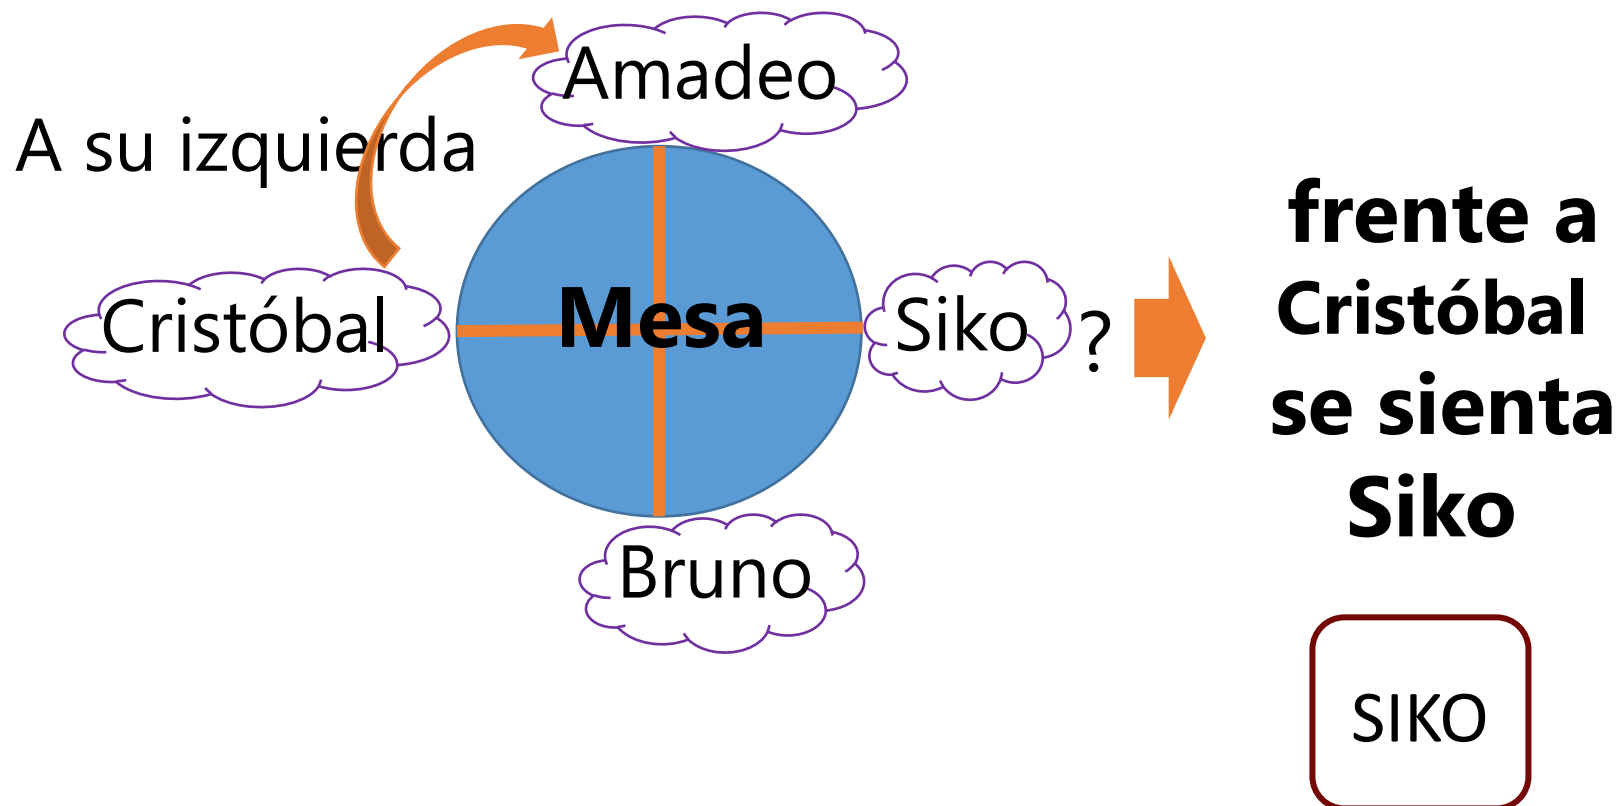 Amadeo
A su izquierda
Cristóbal
Mesa
Siko ?
Bruno
frente a
Cristóbal
se sienta
Siko
SIKO